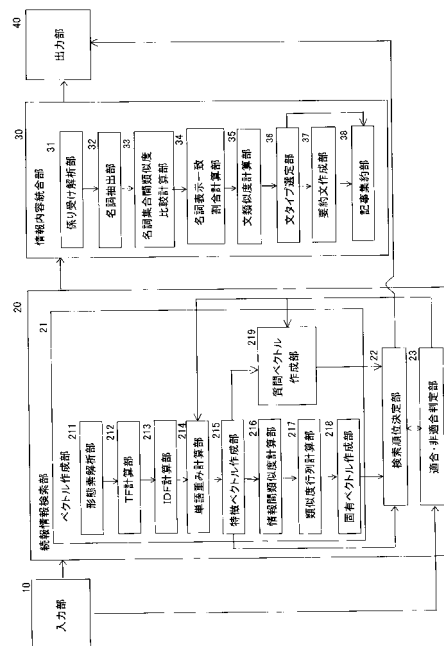 10
入力部
20
続報情報検索部
21
ベクトル作成部
211
形態素解析部
212
TF計算部
213
IDF計算部
214
単語重み計算部
215
特徴ベクトル作成部
216
情報間類似度計算部
217
類似度行列計算部
218
固有ベクトル作成部
219
質問ベクトル
作成部
22
検索順位決定部
23
適合・非適合判定部
30
情報内容統合部
31
係り受け解析部
32
名詞抽出部
33
名詞集合間類似度
比較計算部
34
名詞表示一致
割合計算部
35
文類似度計算部
36
文タイプ選定部
37
要約文作成部
38
記事集約部
40
出力部